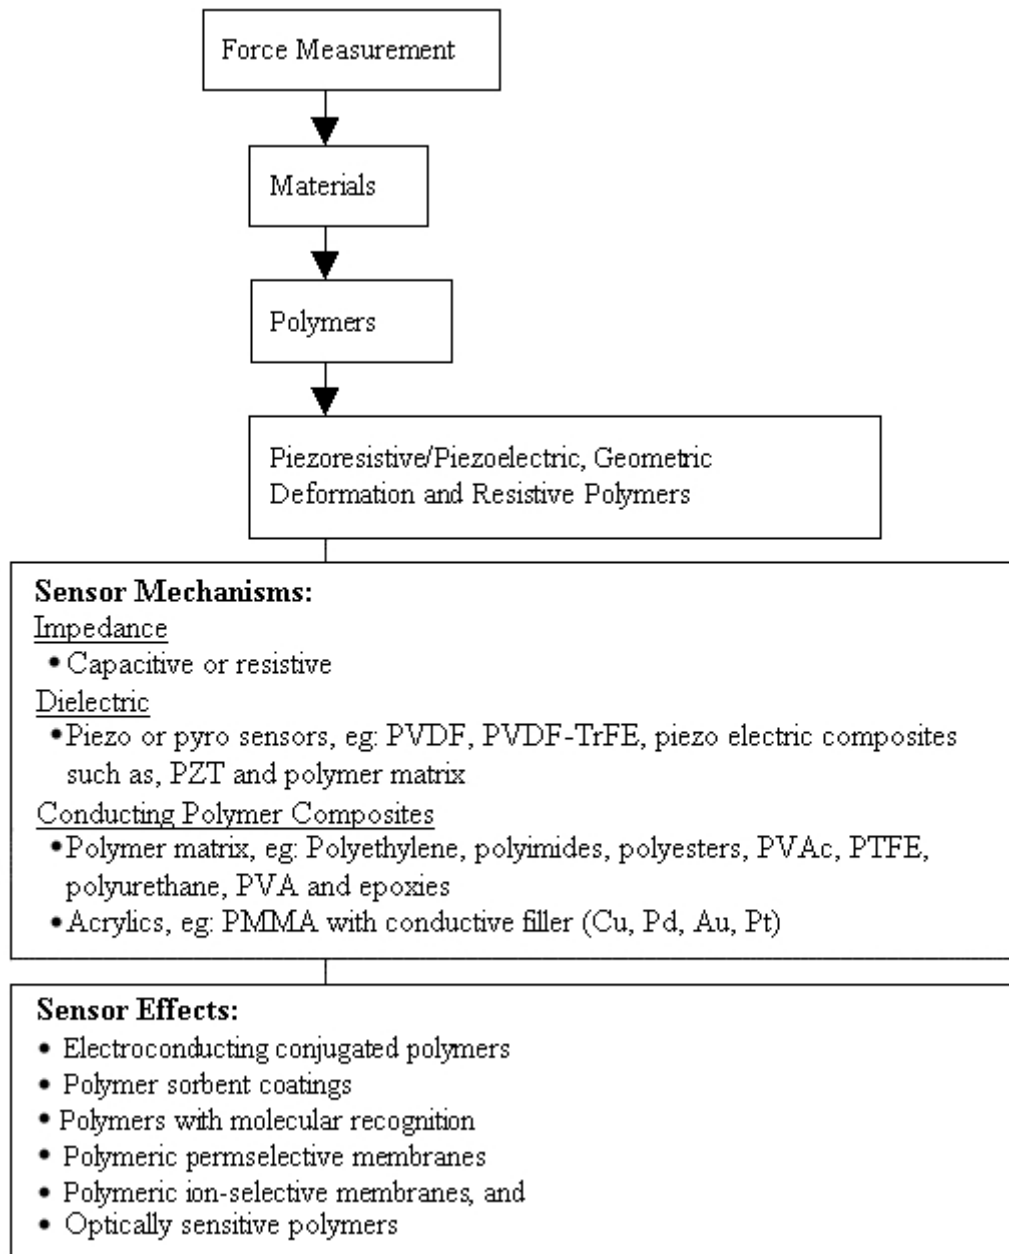 Force Measurement
Materials
Polymers
Piezoresistive/Piezoelectric, Geometric
Deformation and Resistive Polymers
Sensor Mechanisms:
Impedance
• Capacitive or resistive
Dielectric
• Piezo or pyro sensors, eg: PVDF, PVDF-TrFE, piezo electric composites
such as, PZT and polymer matrix
Conducting Polymer Composites
• Polymer matrix, eg: Polyethylene, polyimides, polyesters, PVAc, PTFE,
polyurethane, PVA and epoxies
• Acrylics, eg: PMMA with conductive filler (Cu, Pd, Au, Pt)
Sensor Effects:
• Electroconducting conjugated polymers
• Polymer sorbent coatings
• Polymers with molecular recognition
• Polymeric permselective membranes
• Polymeric ion-selective membranes, and
• Optically sensitive polymers